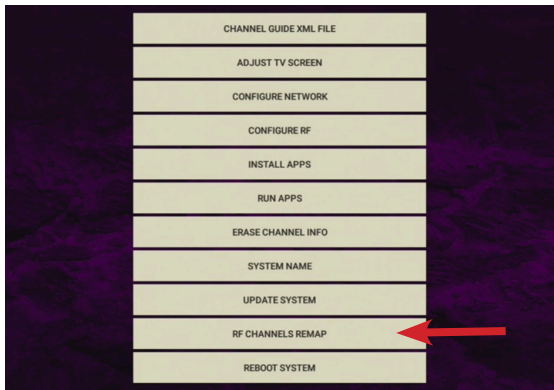 CHANNEL GUIDE XML FILE
ADJUST TV SCREEN
CONFIGURE NETWORK
CONFIGURE RF
INSTALL APPS
RUN APPS
ERASE CHANNEL INFO
SYSTEM NAME
UPDATE SYSTEM
RF CHANNELS REMAP
REBOOT SYSTEM